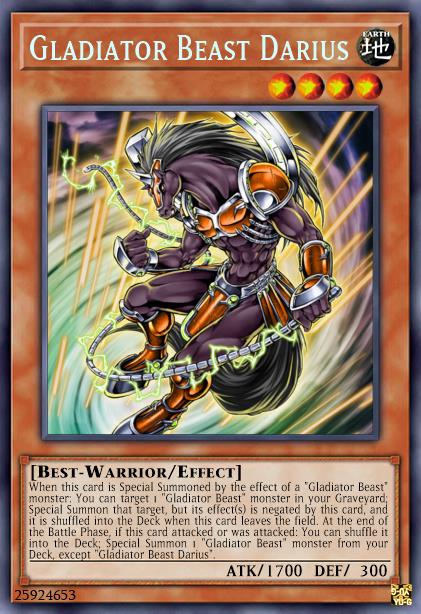 GLADIATOR BEAST DARIUS
EARTH
地
[BEST-WARRIOR/EFFECT]
When this card is Special Summoned by the effect of a "Gladiator Beast"
monster: You can target 1 "Gladiator Beast" monster in your Graveyard;
Special Summon that target, but its effect(s) is negated by this card, and
it is shuffled into the Deck when this card leaves the field. At the end of
the Battle Phase, if this card attacked or was attacked: You can shuffle it
into the Deck; Special Summon 1 "Gladiator Beast" monster from your
Deck, except "Gladiator Beast Darius".
ATK/1700 DEF/ 300
25924653